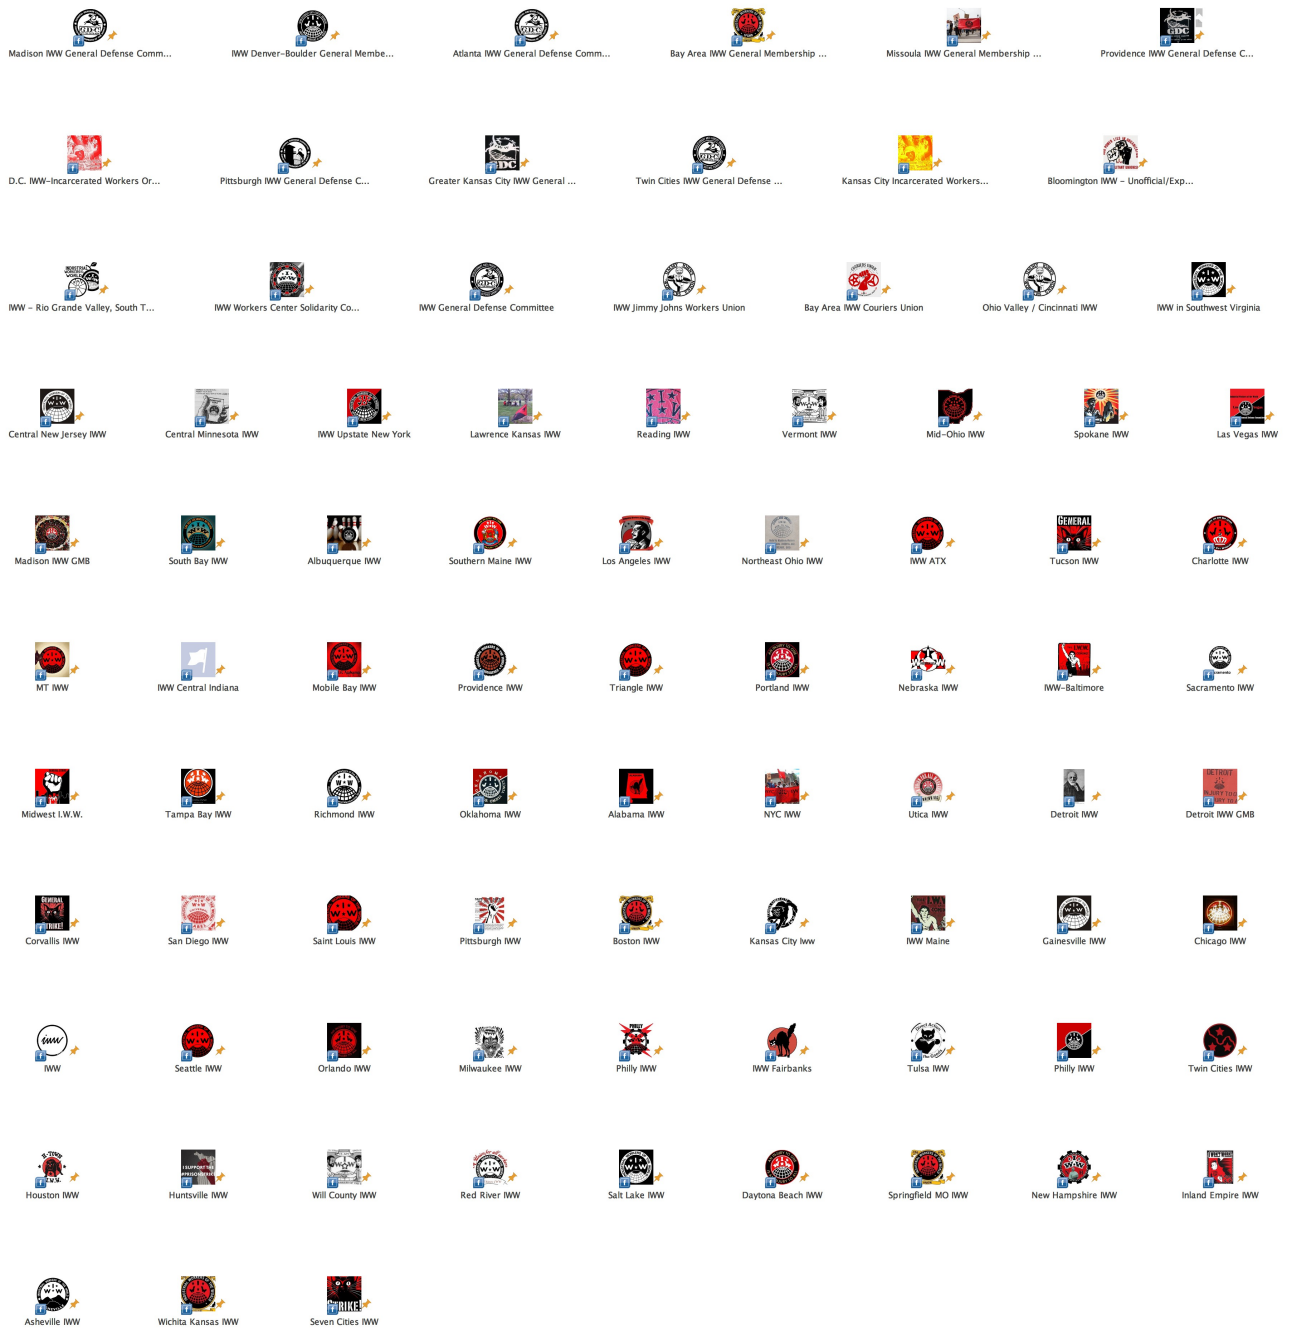 Madison IWW General Defense Comm...
IWW Denver-Boulder General Membe...
Atlanta IWW General Defense Comm...
Bay Area IWW General Membership ...
Missoula IWW General Membership ...
Providence IWW General Defense C...
D.C. IWW-Incarcerated Workers Or...
Pittsburgh IWW General Defense C...
Greater Kansas City IWW General ...
Twin Cities IWW General Defense ...
Kansas City Incarcerated Workers...
Bloomington IWW - Unofficial/Exp...
IWW - Rio Grande Valley, South T...
IWW Workers Center Solidarity Co...
IWW General Defense Committee
IWW Jimmy Johns Workers Union
Bay Area IWW Couriers Union
Ohio Valley / Cincinnati IWW
IWW in Southwest Virginia
Central New Jersey IWW
Central Minnesota IWW
IWW Upstate New York
Lawrence Kansas IWW
Reading IWW
Vermont IWW
Mid-Ohio IWW
Spokane IWW
Las Vegas IWW
Madison IWW GMB
South Bay IWW
Albuquerque IWW
Southern Maine IWW
Los Angeles IWW
Northeast Ohio IWW
IWW ATX
Tucson IWW
Charlotte IWW
MT IWW
IWW Central Indiana
Mobile Bay IWW
Providence IWW
Triangle IWW
Portland IWW
Nebraska IWW
IWW-Baltimore
Sacramento IWW
Midwest I.W.W.
Tampa Bay IWW
Richmond IWW
Oklahoma IWW
Alabama IWW
NYC IWW
Utica IWW
Detroit IWW
Detroit IWW GMB
Corvallis IWW
San Diego IWW
Saint Louis IWW
Pittsburgh IWW
Boston IWW
Kansas City Iww
IWW Maine
Gainesville IWW
Chicago IWW
IWW
Seattle IWW
Orlando IWW
Milwaukee IWW
Philly IWW
IWW Fairbanks
Tulsa IWW
Philly IWW
Twin Cities IWW
Houston IWW
Huntsville IWW
Will County IWW
Red River IWW
Salt Lake IWW
Daytona Beach IWW
Springfield MO IWW
New Hampshire IWW
Inland Empire IWW
Asheville IWW
Wichita Kansas IWW
Seven Cities IWW